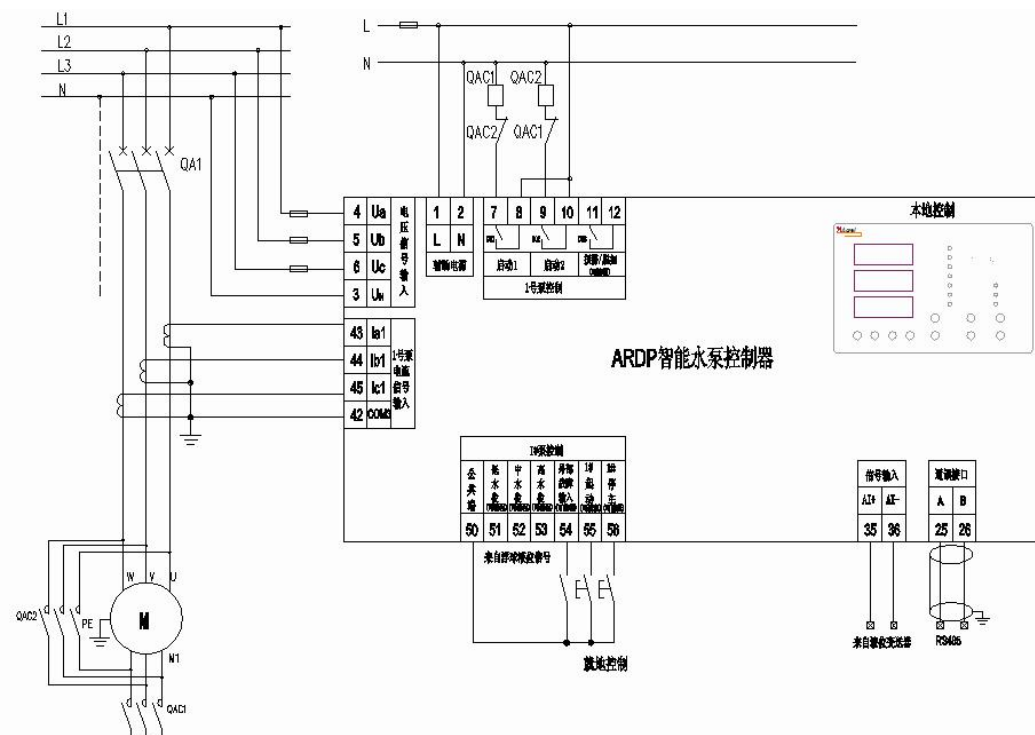 L1
L2
L3
N
L
N
QAC1
QAC2
QAC2
QAC1
QA1
4 Ua
5 Ub
6 Uc
3 UN
电压信号输入
1 2
L N
辅助电源
7 8 9 10 11 12
启动1
启动2
1号泵控制
本地控制
43 Ia1
44 Ib1
45 Ic1
42 COM3
1号泵电流信号输入
ARDP智能水泵控制器
1#泵控制
公共端
低水位
中水位
高水位
外部故障输入
1#起动
1#停车
50 51 52 53 54 55 56
来自浮球液位信号
就地控制
信号输入
AI+ AI-
35 36
来自液位变送器
通讯接口
A B
25 26
RS485
W V U
M
PE
QAC2
M1
QAC1